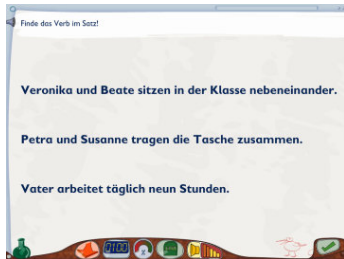 Finde das Verb im Satz!
Veronika und Beate sitzen in der Klasse nebeneinander.
Petra und Susanne tragen die Tasche zusammen.
Vater arbeitet täglich neun Stunden.